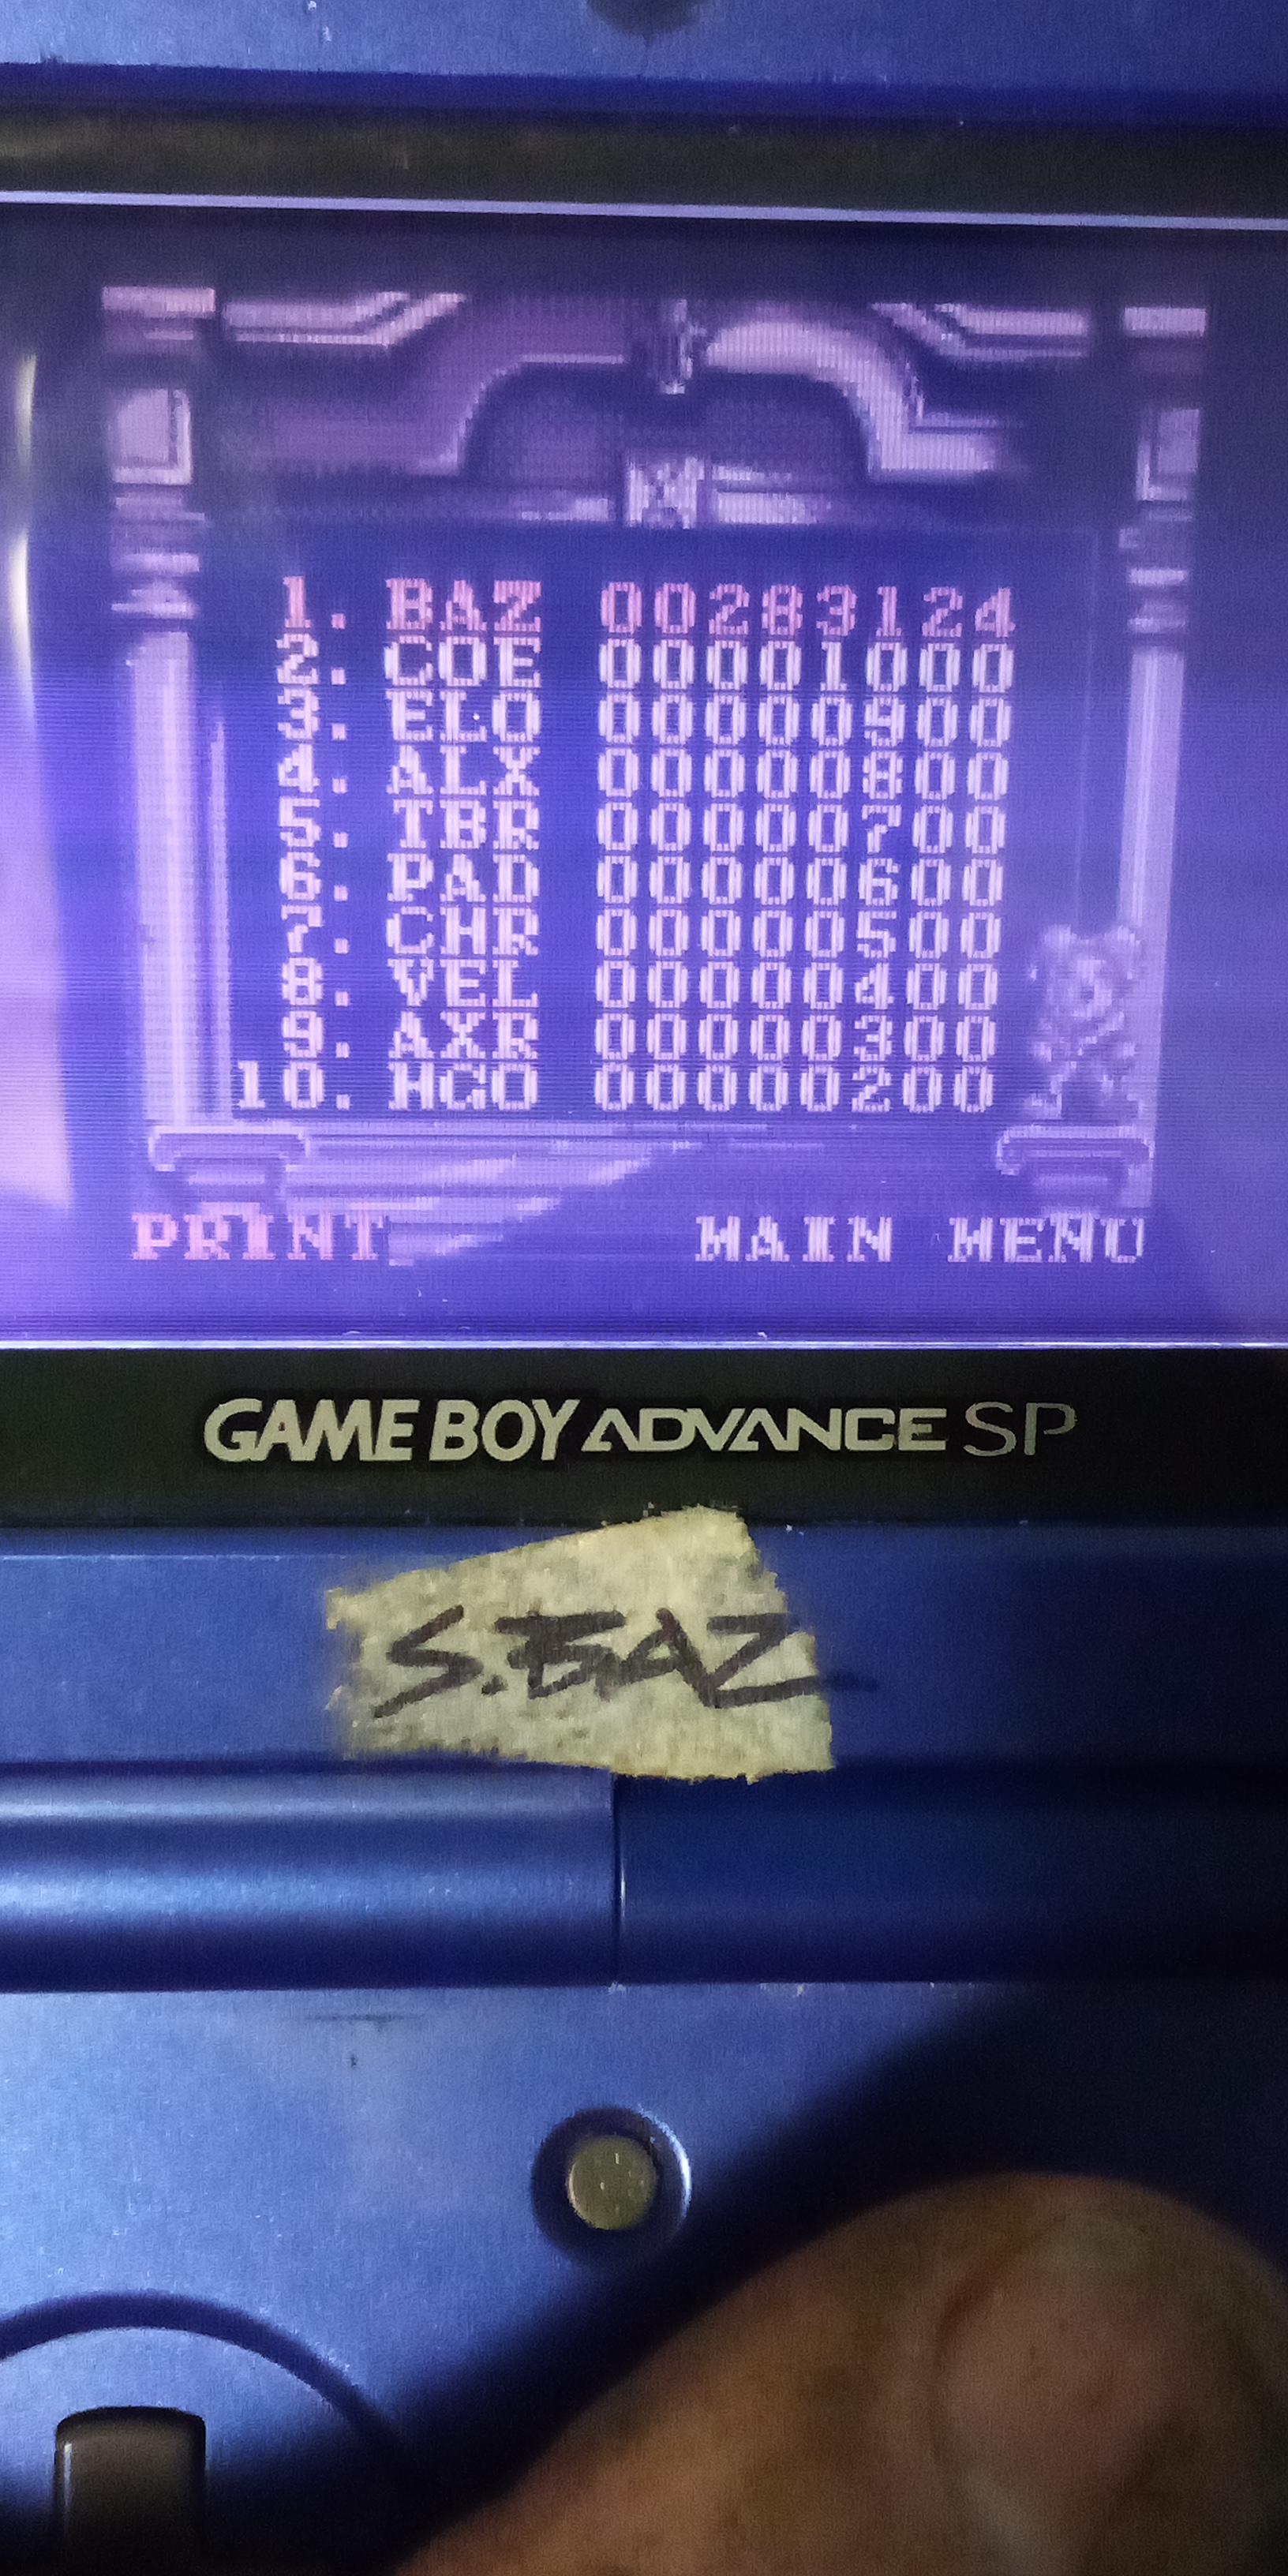 1. BAZ 00283124
2. COE 00001000
3. ELO 00000900
4. ALX 00000800
5. TBR 00000700
6. PAD 00000600
7. CHR 00000500
8. VEL 00000400
9. AXR 00000300
10. HGO 00000200
PRINT MAIN MENU
GAME BOY ADVANCE SP
S.BAZ